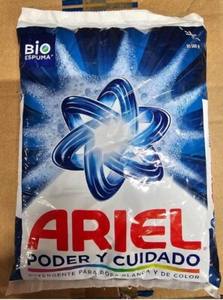 BIO
ESPUMA
ARIEL
PODER Y CUIDADO
DETERGENTE PARA ROPA BLANCA Y DE COLOR